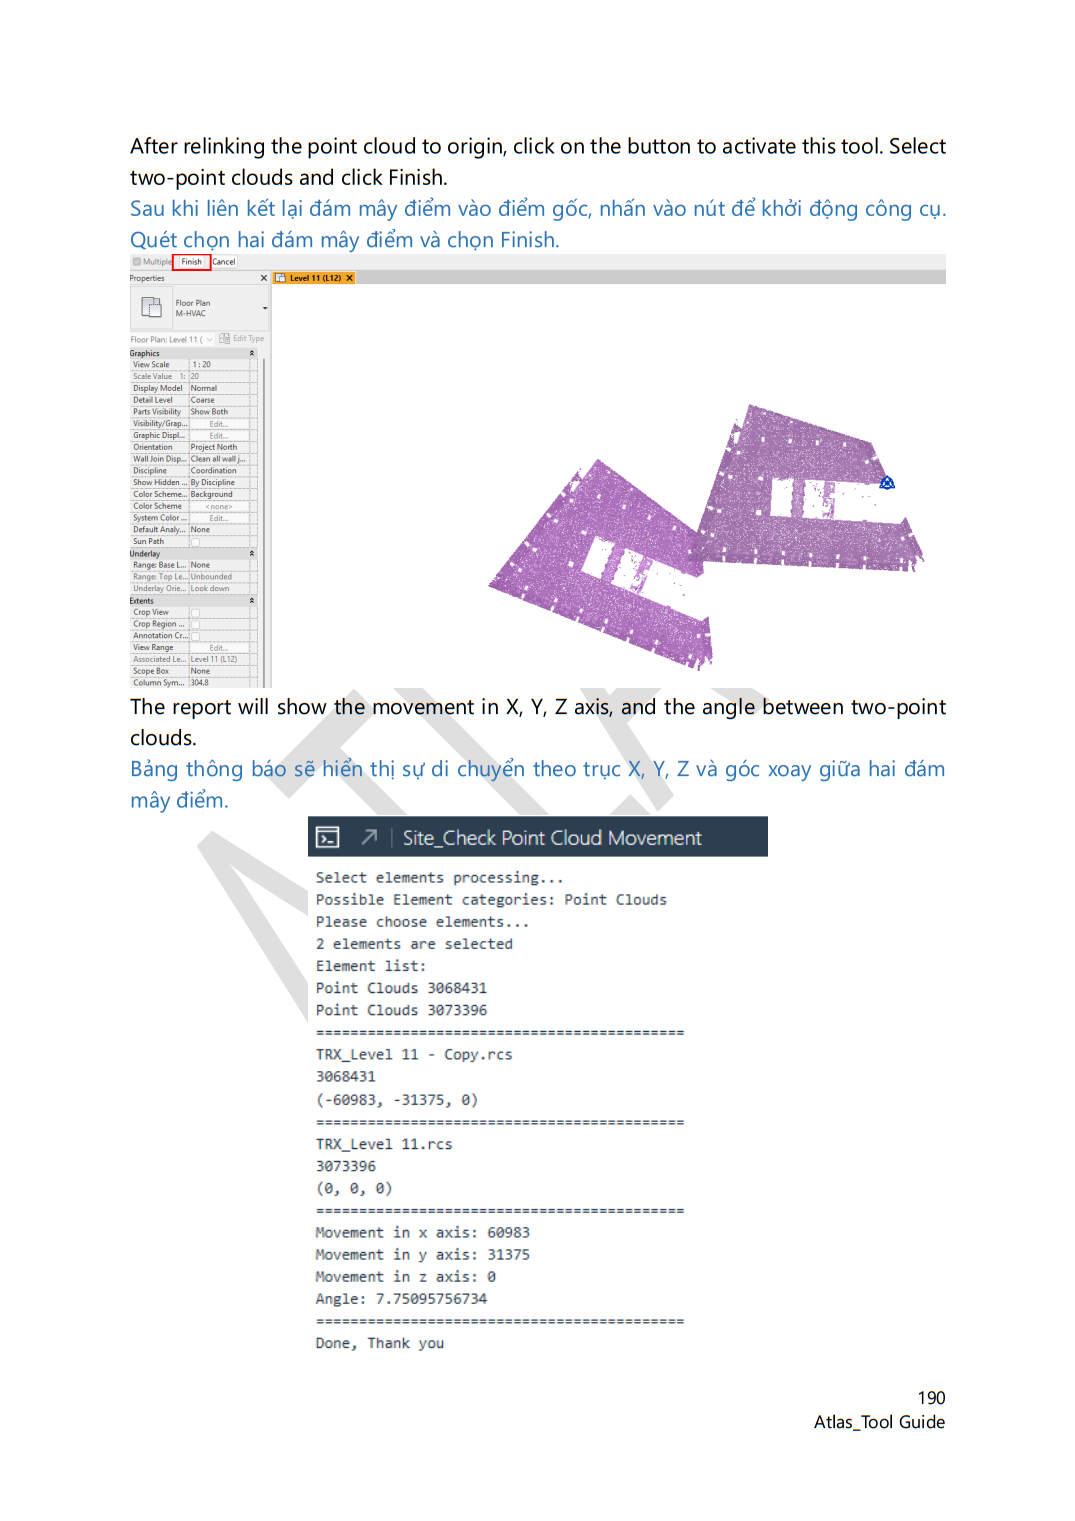 After relinking the point cloud to origin, click on the button to activate this tool. Select
two-point clouds and click Finish.
Sau khi liên kết lại đám mây điểm vào điểm gốc, nhấn vào nút để khởi động công cụ.
Quét chọn hai đám mây điểm và chọn Finish.
Multiple Finish Cancel
Properties X Level 11 (L12) X
Floor Plan
M-HVAC
Floor Plan: Level 11 ( Edit Type
Graphics
View Scale 1 : 20
Scale Value 1: 20
Display Model Normal
Detail Level Coarse
Parts Visibility Show Both
Visibility/Grap... Edit...
Graphic Displ... Edit...
Orientation Project North
Wall Join Disp... Clean all wall j...
Discipline Coordination
Show Hidden ... By Discipline
Color Scheme... Background
Color Scheme <none>
System Color ... Edit...
Default Analy... None
Sun Path
Underlay
Range: Base L... None
Range: Top Le... Unbounded
Underlay Orie... Look down
Extents
Crop View
Crop Region ...
Annotation Cr...
View Range Edit...
Associated Le... Level 11 (L12)
Scope Box None
Column Sym... 304.8
The report will show the movement in X, Y, Z axis, and the angle between two-point
clouds.
Bảng thông báo sẽ hiển thị sự di chuyển theo trục X, Y, Z và góc xoay giữa hai đám
mây điểm.
Site_Check Point Cloud Movement
Select elements processing...
Possible Element categories: Point Clouds
Please choose elements...
2 elements are selected
Element list:
Point Clouds 3068431
Point Clouds 3073396
===========================================
TRX_Level 11 - Copy.rcs
3068431
(-60983, -31375, 0)
===========================================
TRX_Level 11.rcs
3073396
(0, 0, 0)
===========================================
Movement in x axis: 60983
Movement in y axis: 31375
Movement in z axis: 0
Angle: 7.75095756734
===========================================
Done, Thank you
190
Atlas_Tool Guide